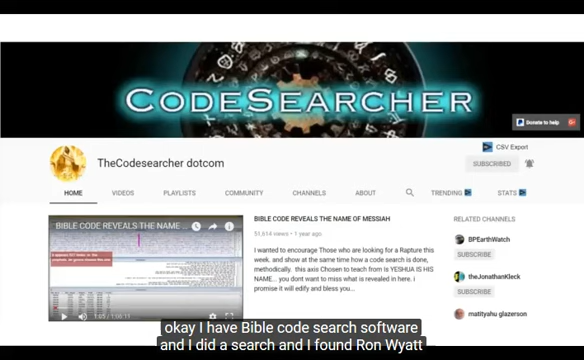 CODESEARCHER
Donate to help
CSV Export
TheCodesearcher dotcom
SUBSCRIBED
HOME VIDEOS PLAYLISTS COMMUNITY CHANNELS ABOUT TRENDING STATS
BIBLE CODE REVEALS THE NAME ...
BIBLE CODE REVEALS THE NAME OF MESSIAH
51,614 views • 1 year ago
I wanted to encourage Those who are looking for a Rapture this
week. and show at the same time how a code search is done,
methodically. this axis Chosen to teach from is YESHUA IS HIS
NAME... you dont want to miss what is revealed in here. i
promise it will edify and bless you...
1:05 / 1:06:11
RELATED CHANNELS
BPEarthWatch
SUBSCRIBE
theJonathanKleck
SUBSCRIBE
matityahu glazerson
okay I have Bible code search software
and I did a search and I found Ron Wyatt